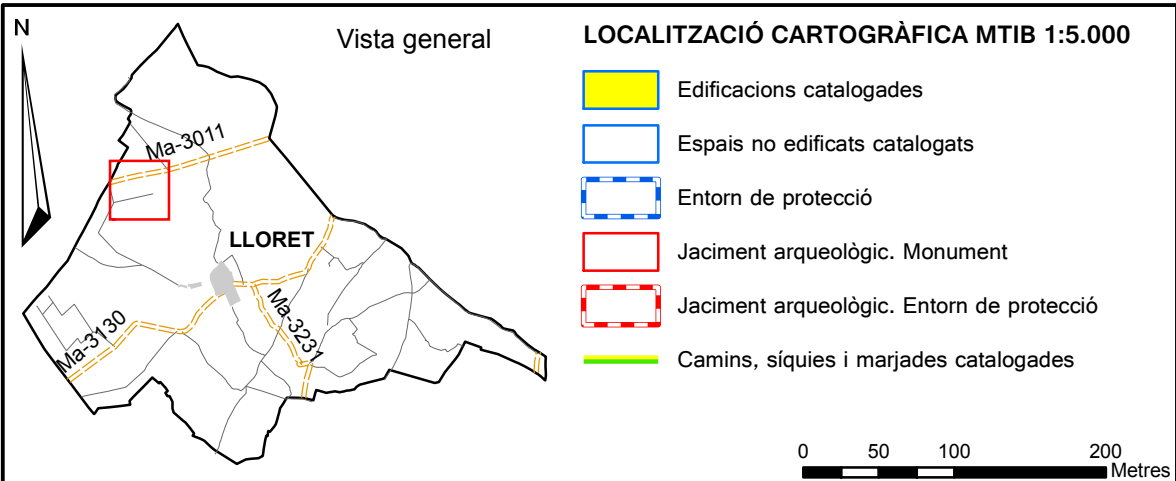 N
Vista general
Ma-3011
LLORET
Ma-3130
Ma-3231
LOCALITZACIÓ CARTOGRÀFICA MTIB 1:5.000
Edificacions catalogades
Espais no edificats catalogats
Entorn de protecció
Jaciment arqueològic. Monument
Jaciment arqueològic. Entorn de protecció
Camins, síquies i marjades catalogades
0 50 100 200
Metres